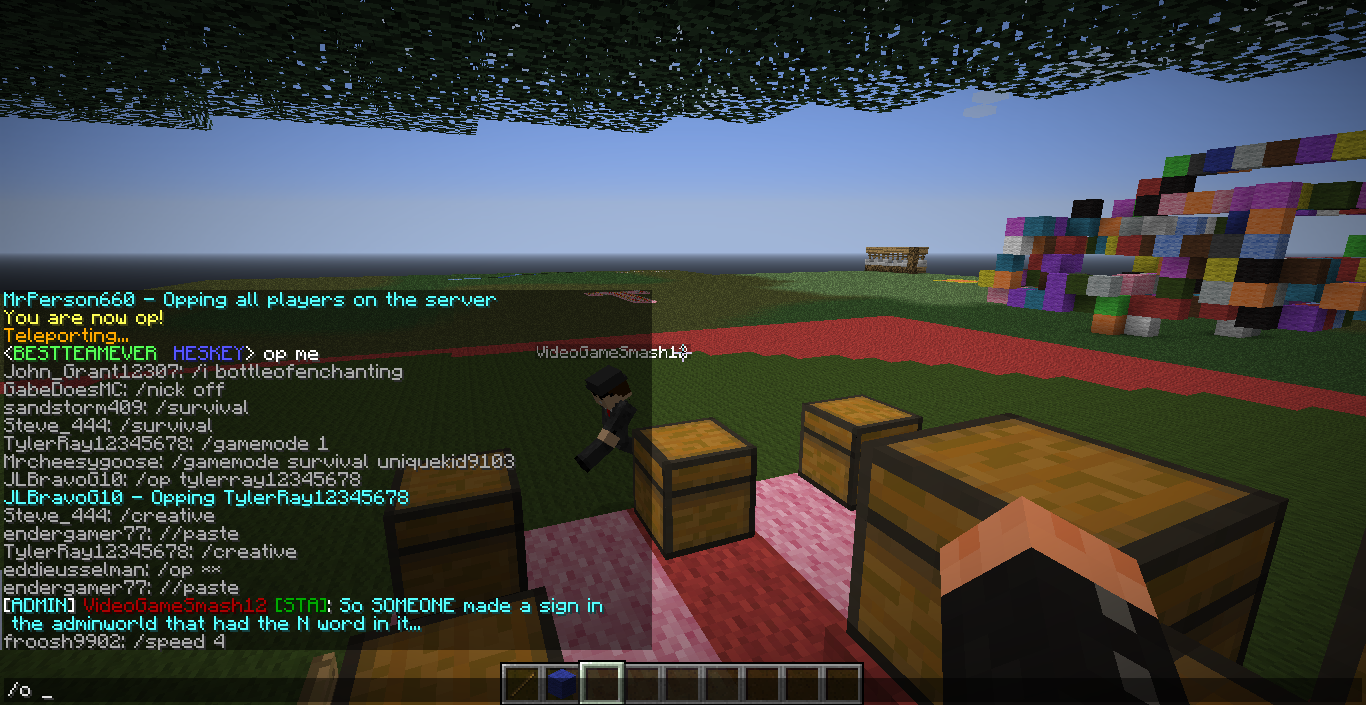 MrPerson660 - Opping all players on the server
You are now op!
Teleporting...
<BESTTEAMEVER HESKEY> op me
VideoGameSmash12
John_Grant12307: /i bottleofenchanting
GabeDoesMC: /nick off
sandstorm409: /survival
Steve_444: /survival
TylerRay12345678: /gamemode 1
Mrcheesygoose: /gamemode survival uniquekid9103
JLBravoG10: /op tylerray12345678
JLBravoG10 - Opping TylerRay12345678
Steve_444: /creative
endergamer77: //paste
TylerRay12345678: /creative
eddieusselman: /op **
endergamer77: //paste
[ADMIN] VideoGameSmash12 [STA]: So SOMEONE made a sign in
the adminworld that had the N word in it...
froosh9902: /speed 4
/o _